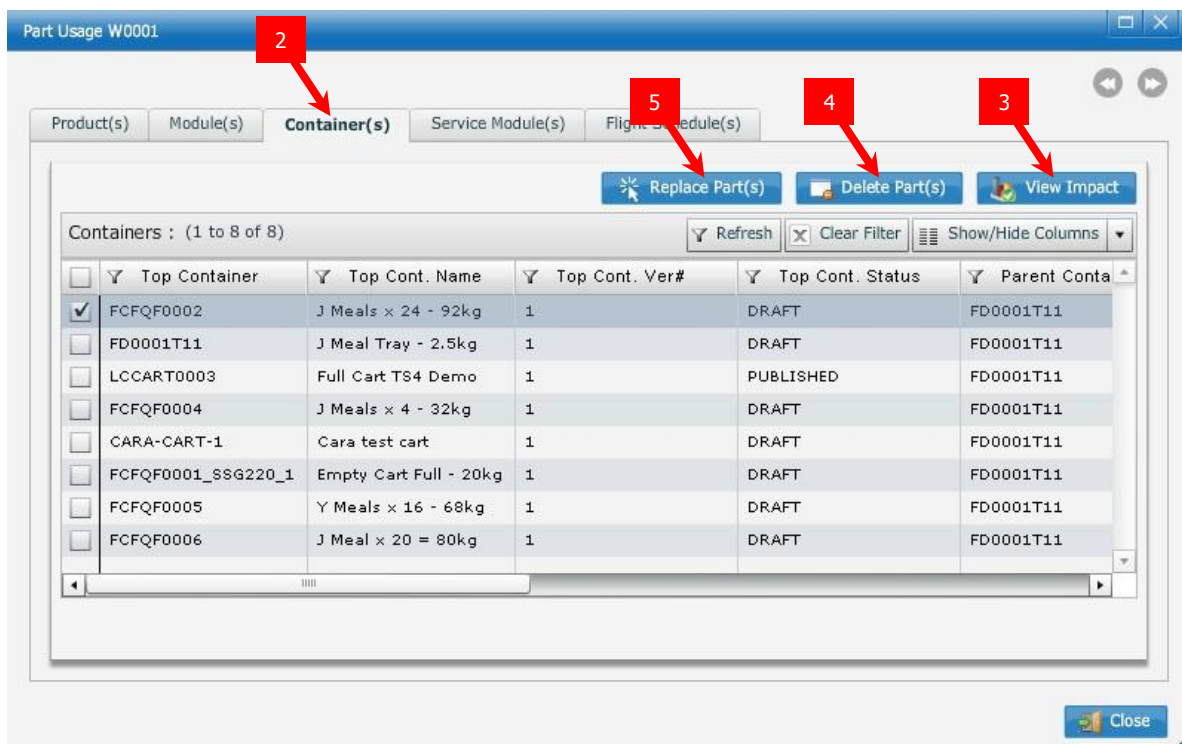 Part Usage W0001
2
5
4
3
Product(s) Module(s) Container(s) Service Module(s) Flight Schedule(s)
Replace Part(s) Delete Part(s) View Impact
Containers : (1 to 8 of 8) Refresh Clear Filter Show/Hide Columns
Top Container Top Cont. Name Top Cont. Ver# Top Cont. Status Parent Conta
FCFQF0002 J Meals x 24 - 92kg 1 DRAFT FD0001T11
FD0001T11 J Meal Tray - 2.5kg 1 DRAFT FD0001T11
LCCART0003 Full Cart TS4 Demo 1 PUBLISHED FD0001T11
FCFQF0004 J Meals x 4 - 32kg 1 DRAFT FD0001T11
CARA-CART-1 Cara test cart 1 DRAFT FD0001T11
FCFQF0001_SSG220_1 Empty Cart Full - 20kg 1 DRAFT FD0001T11
FCFQF0005 Y Meals x 16 - 68kg 1 DRAFT FD0001T11
FCFQF0006 J Meal x 20 = 80kg 1 DRAFT FD0001T11
Close